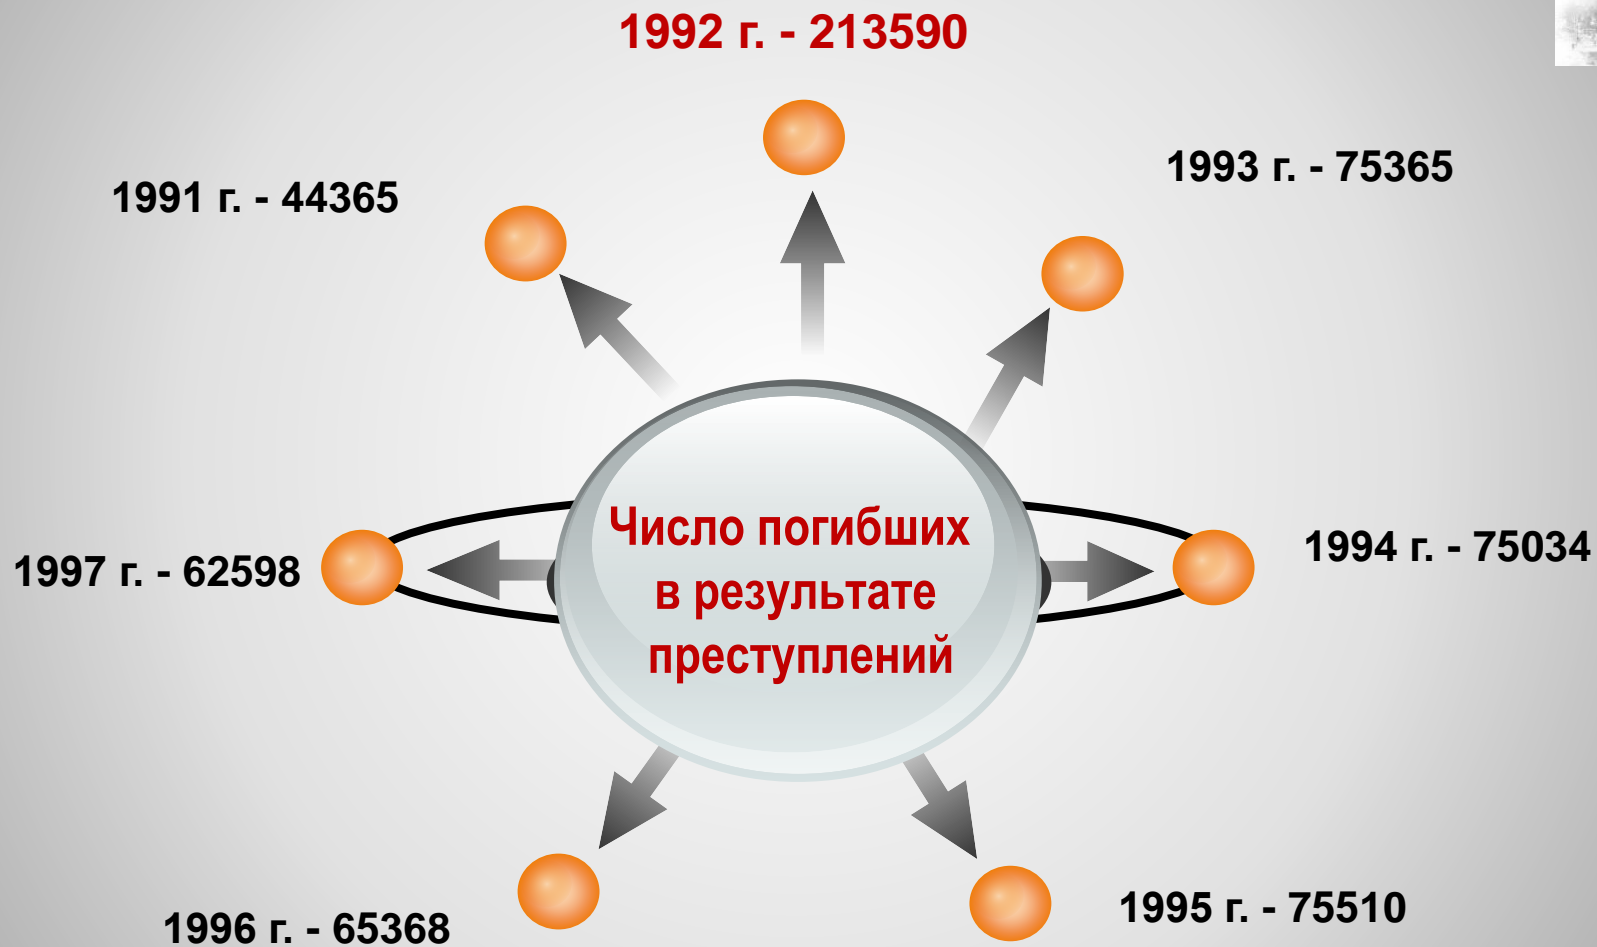 1992 г. - 213590
1991 г. - 44365
1993 г. - 75365
Число погибших
в результате
преступлений
1997 г. - 62598
1994 г. - 75034
1996 г. - 65368
1995 г. - 75510